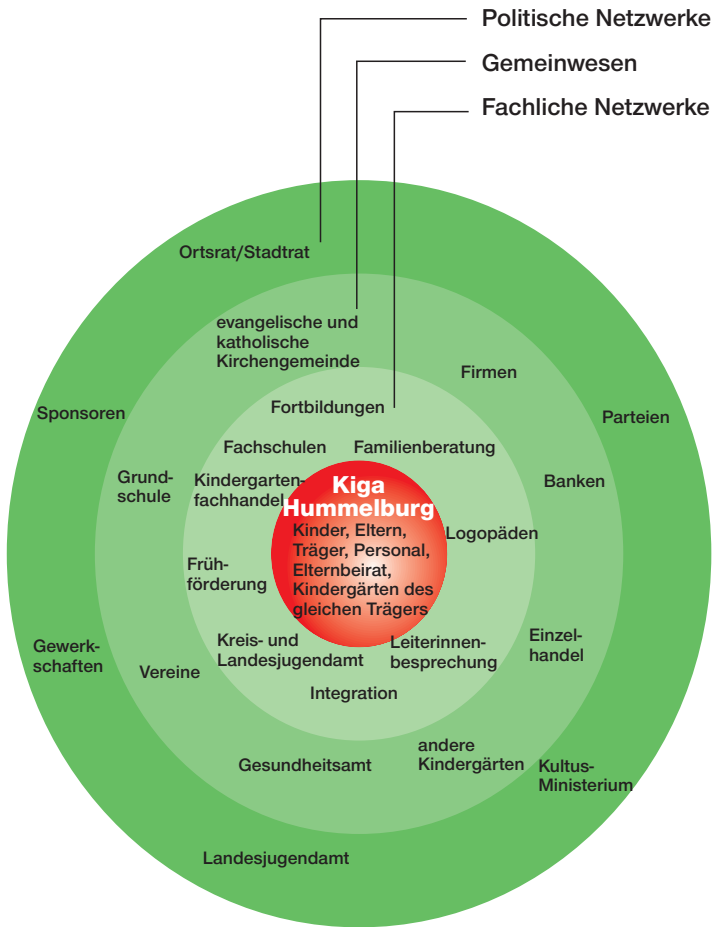 Politische Netzwerke
Gemeinwesen
Fachliche Netzwerke
Ortsrat/Stadtrat
evangelische und
katholische
Kirchengemeinde
Firmen
Fortbildungen
Sponsoren
Parteien
Fachschulen
Familienberatung
Grund-
schule
Kindergarten-
fachhandel
Banken
Kiga
Hummelburg
Kinder, Eltern,
Träger, Personal,
Elternbeirat,
Kindergärten des
gleichen Trägers
Logopäden
Früh-
förderung
Gewerk-
schaften
Vereine
Kreis- und
Landesjugendamt
Leiterinnen-
besprechung
Einzel-
handel
Integration
Gesundheitsamt
andere
Kindergärten
Kultus-
Ministerium
Landesjugendamt